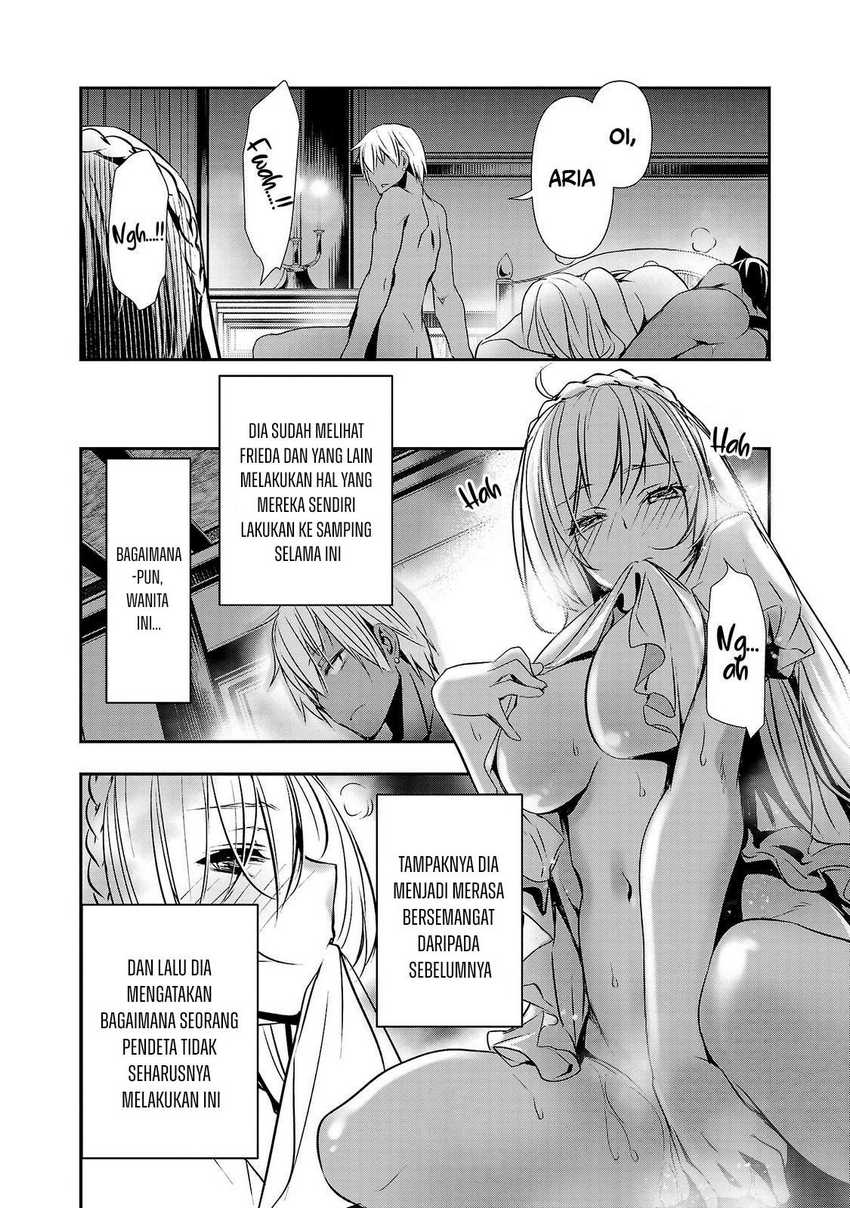 OI,
ARIA
Fwah...!!
Ngh...!!
DIA SUDAH MELIHAT
FRIEDA DAN YANG LAIN
MELAKUKAN HAL YANG
MEREKA SENDIRI
LAKUKAN KE SAMPING
SELAMA INI
BAGAIMANA
-PUN,
WANITA
INI...
Hah
Hah
Ng...
ah
TAMPAKNYA DIA
MENJADI MERASA
BERSEMANGAT
DARIPADA
SEBELUMNYA
DAN LALU DIA
MENGATAKAN
BAGAIMANA SEORANG
PENDETA TIDAK
SEHARUSNYA
MELAKUKAN INI